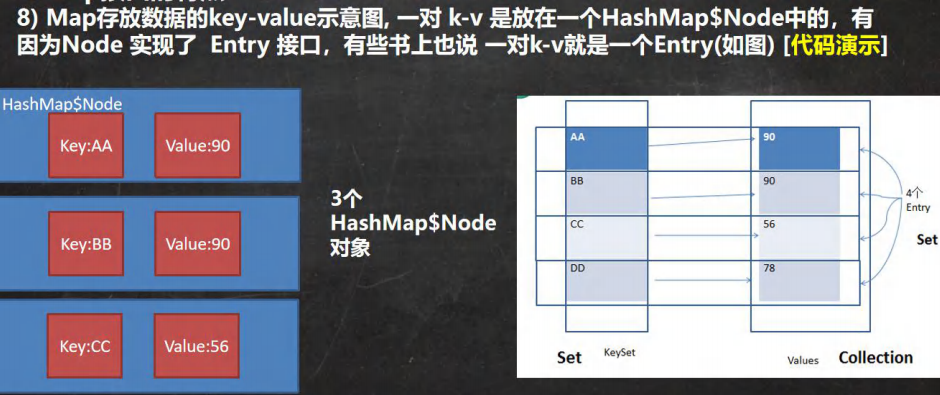 8) Map存放数据的key-value示意图, 一对 k-v 是放在一个HashMap$Node中的，有
因为Node 实现了 Entry 接口，有些书上也说 一对k-v就是一个Entry(如图) [代码演示]
HashMap$Node
Key:AA
Value:90
Key:BB
Value:90
Key:CC
Value:56
3个
HashMap$Node
对象
AA
90
BB
90
CC
56
DD
78
4个
Entry
Set
Set
KeySet
Values
Collection